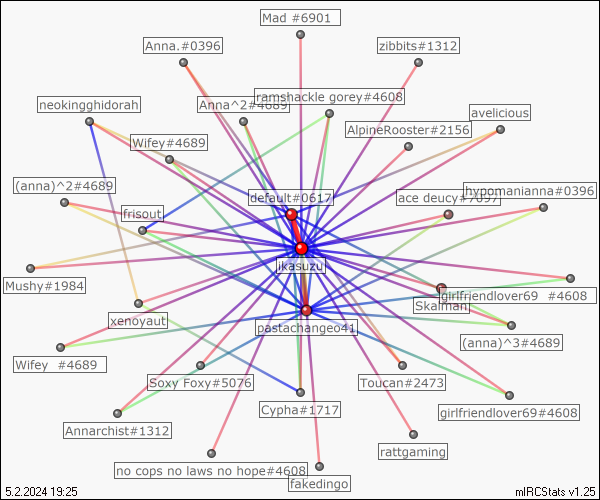 Mad #6901
Anna.#0396
zibbits#1312
neokingghidorah
Anna^2#4689
ramshackle gorey#4608
avelicious
Wifey#4689
AlpineRooster#2156
(anna)^2#4689
default#0617
ace deucy#7897
hypomanianna#0396
frisout
jkasuzu
Mushy#1984
girlfriendlover69 #4608
Skalman
xenoyaut
pastachangeo41
(anna)^3#4689
Wifey #4689
Soxy Foxy#5076
Toucan#2473
Cypha#1717
girlfriendlover69#4608
Annarchist#1312
rattgaming
no cops no laws no hope#4608
fakedingo
5.2.2024 19:25
mIRCStats v1.25